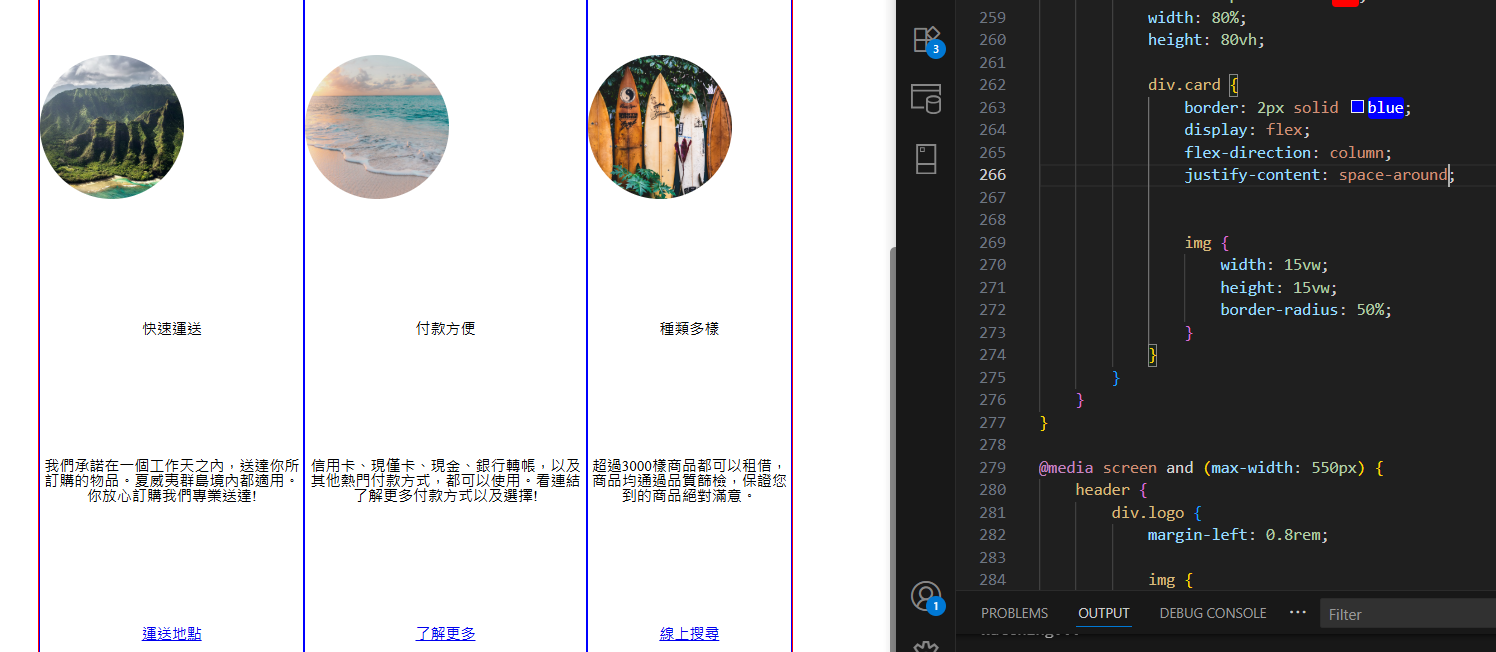 快速運送
付款方便
種類多樣
我們承諾在一個工作天之內，送達你所
訂購的物品。夏威夷群島境內都適用。
你放心訂購我們專業送達!
信用卡、現僅卡、現金、銀行轉帳，以及
其他熱門付款方式，都可以使用。看連結
了解更多付款方式以及選擇!
超過3000樣商品都可以租借，
商品均通過品質篩檢，保證您
到的商品絕對滿意。
運送地點
了解更多
線上搜尋
3
1
259 width: 80%;
260 height: 80vh;
261
262 div.card {
263 border: 2px solid blue;
264 display: flex;
265 flex-direction: column;
266 justify-content: space-around;
267
268
269 img {
270 width: 15vw;
271 height: 15vw;
272 border-radius: 50%;
273 }
274 }
275 }
276 }
277 }
278
279 @media screen and (max-width: 550px) {
280 header {
281 div.logo {
282 margin-left: 0.8rem;
283
284 img {
PROBLEMS OUTPUT DEBUG CONSOLE ··· Filter